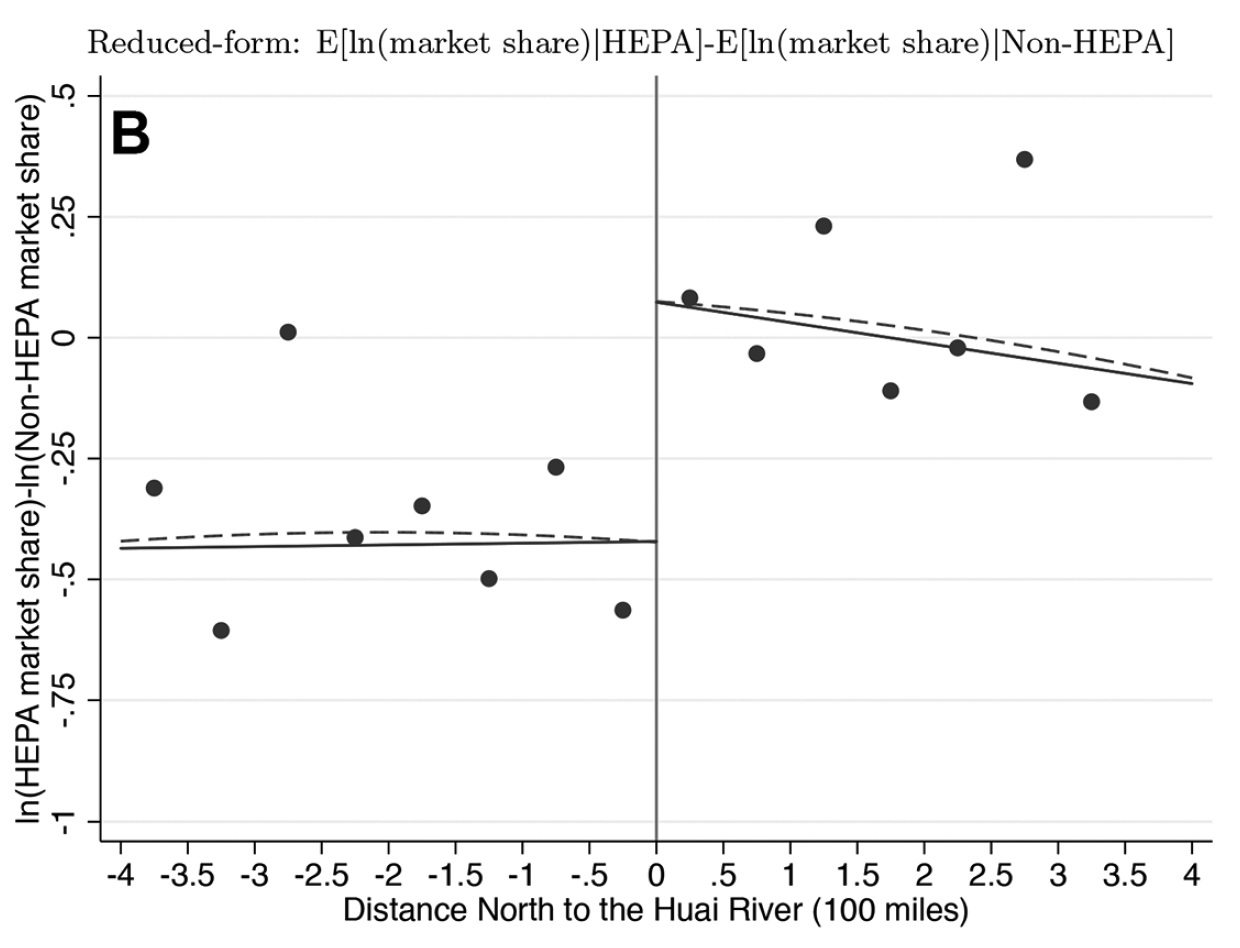 Reduced-form: E[ln(market share)|HEPA]-E[ln(market share)|Non-HEPA]
B
ln(HEPA market share)-ln(Non-HEPA market share)
.5
.25
0
-.25
-.5
-.75
-1
-4 -3.5 -3 -2.5 -2 -1.5 -1 -.5 0 .5 1 1.5 2 2.5 3 3.5 4
Distance North to the Huai River (100 miles)